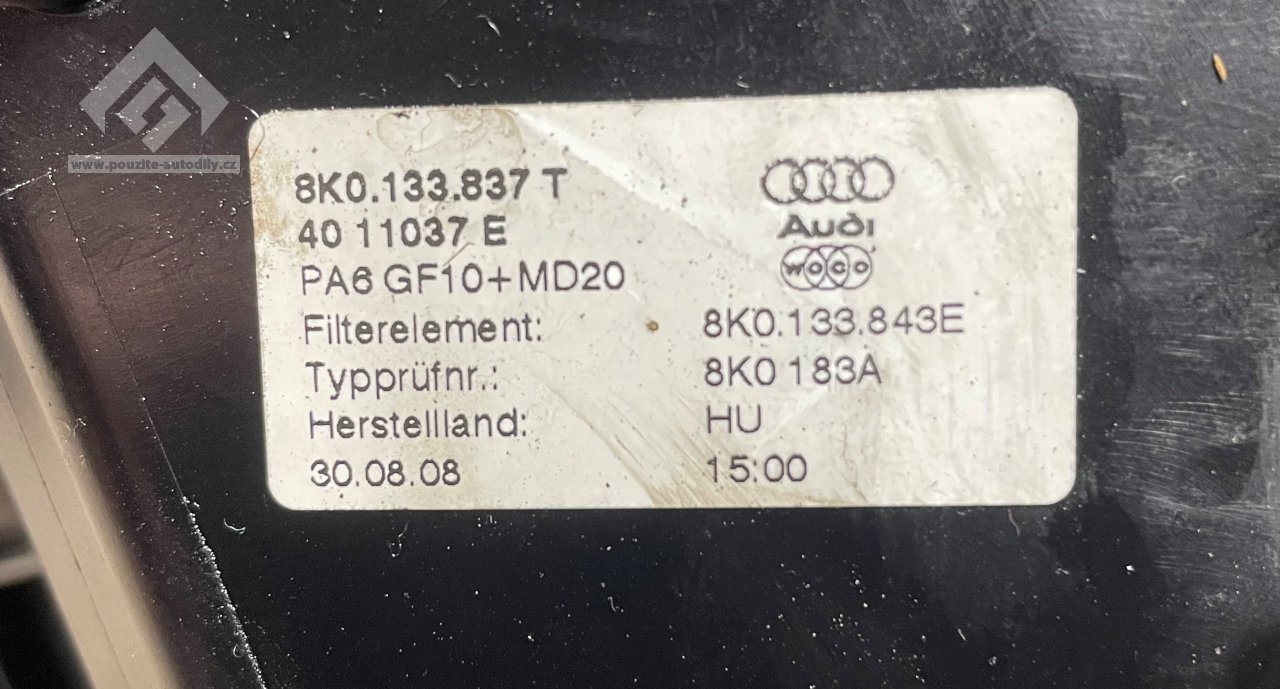 www.pouzite-autodily.cz
8K0.133.837 T
40 11037 E
PA6 GF10+MD20
Audi
woco
Filterelement: 8K0.133.843E
Typprüfnr.: 8K0 183A
Herstellland: HU
30.08.08 15:00